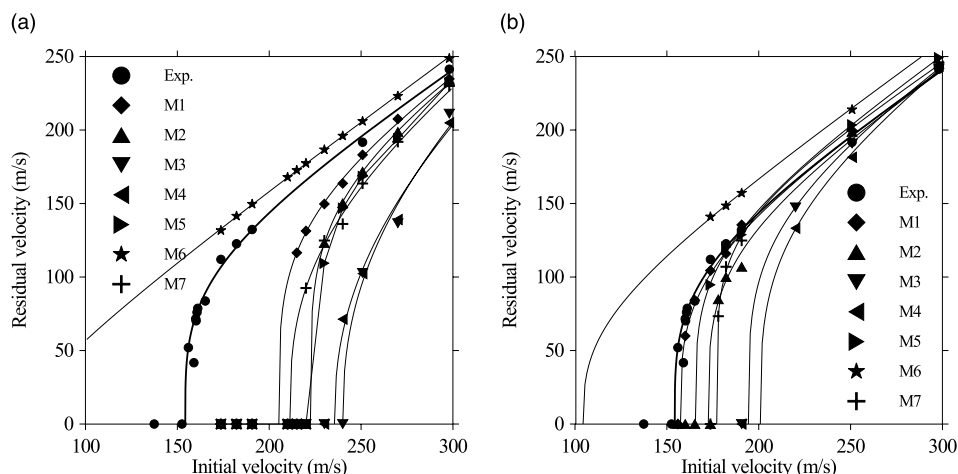 (a)
250
200
150
100
50
0
100
150
200
250
300
Residual velocity (m/s)
Initial velocity (m/s)
Exp.
M1
M2
M3
M4
M5
M6
M7
(b)
250
200
150
100
50
0
100
150
200
250
300
Residual velocity (m/s)
Initial velocity (m/s)
Exp.
M1
M2
M3
M4
M5
M6
M7